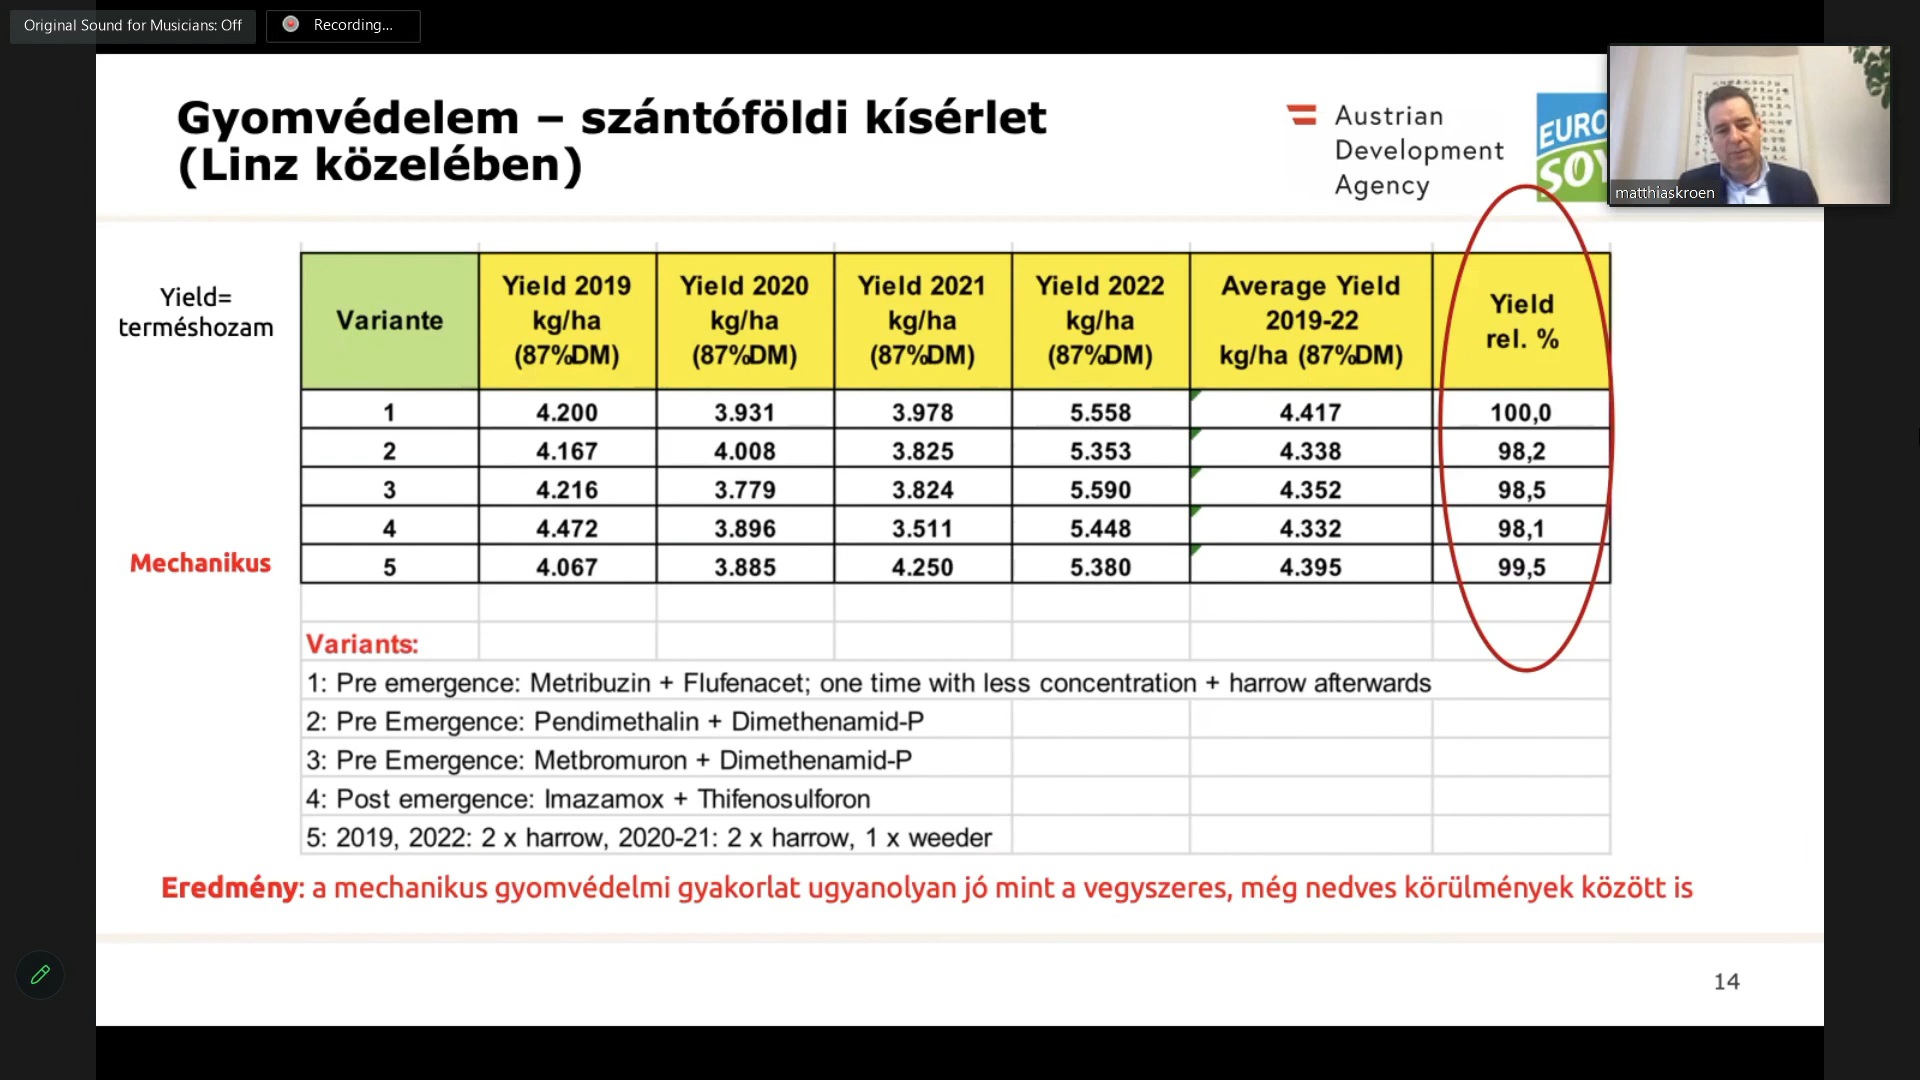 Original Sound for Musicians: Off
Recording...
Gyomvédelem – szántóföldi kísérlet
(Linz közelében)
Austrian
Development
Agency
EURO
SOY
matthiaskroen
Yield=
terméshozam
Variante
Yield 2019
kg/ha
(87%DM)
Yield 2020
kg/ha
(87%DM)
Yield 2021
kg/ha
(87%DM)
Yield 2022
kg/ha
(87%DM)
Average Yield
2019-22
kg/ha (87%DM)
Yield
rel. %
1 4.200 3.931 3.978 5.558 4.417 100,0
2 4.167 4.008 3.825 5.353 4.338 98,2
3 4.216 3.779 3.824 5.590 4.352 98,5
4 4.472 3.896 3.511 5.448 4.332 98,1
Mechanikus
5 4.067 3.885 4.250 5.380 4.395 99,5
Variants:
1: Pre emergence: Metribuzin + Flufenacet; one time with less concentration + harrow afterwards
2: Pre Emergence: Pendimethalin + Dimethenamid-P
3: Pre Emergence: Metbromuron + Dimethenamid-P
4: Post emergence: Imazamox + Thifenosulforon
5: 2019, 2022: 2 x harrow, 2020-21: 2 x harrow, 1 x weeder
Eredmény: a mechanikus gyomvédelmi gyakorlat ugyanolyan jó mint a vegyszeres, még nedves körülmények között is
14